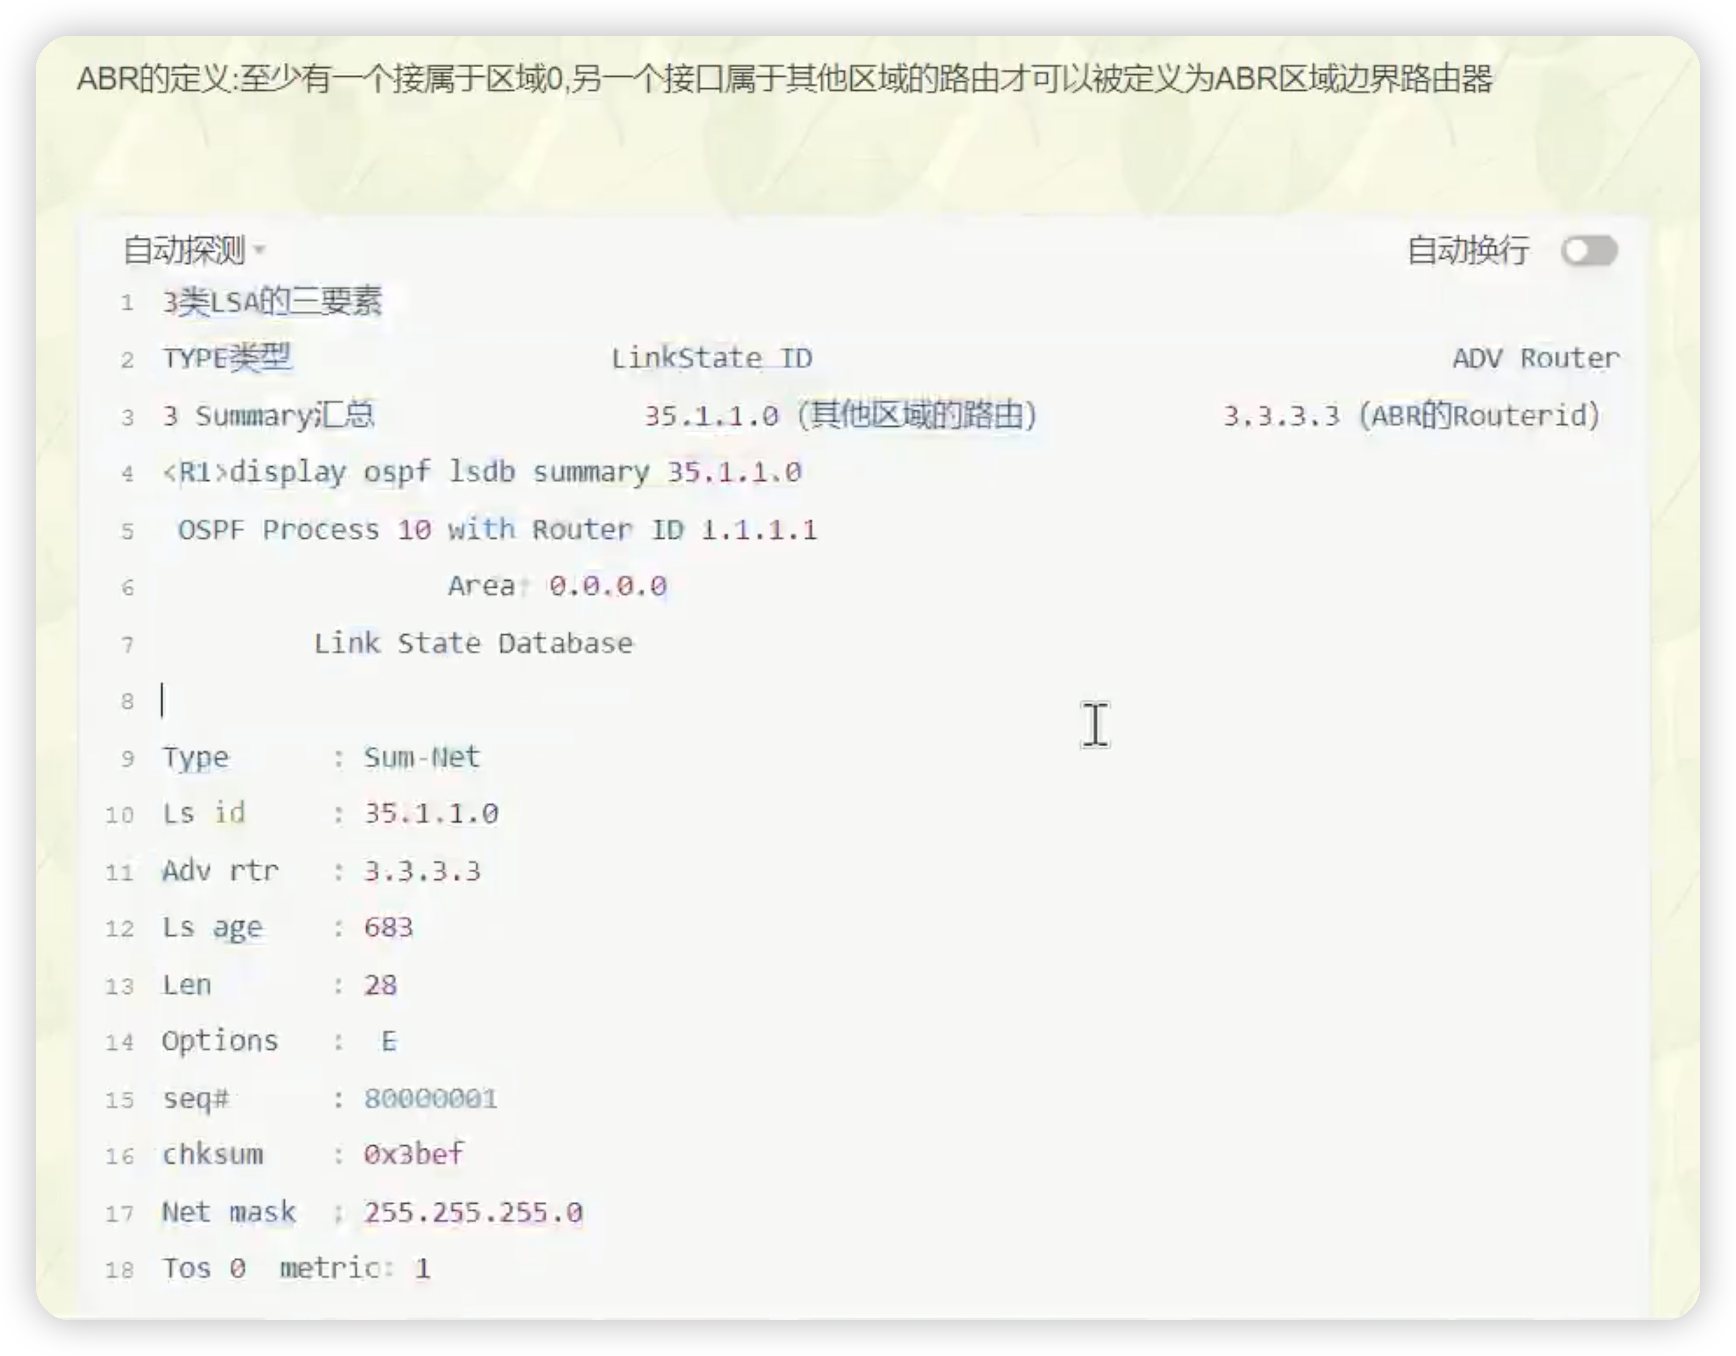 ABR的定义:至少有一个接属于区域0,另一个接口属于其他区域的路由才可以被定义为ABR区域边界路由器
自动探测 自动换行
1 3类LSA的三要素
2 TYPE类型 LinkState ID ADV Router
3 3 Summary汇总 35.1.1.0 (其他区域的路由) 3.3.3.3 (ABR的Routerid)
4 <R1>display ospf lsdb summary 35.1.1.0
5 OSPF Process 10 with Router ID 1.1.1.1
6 Area: 0.0.0.0
7 Link State Database
8
9 Type : Sum-Net
10 Ls id : 35.1.1.0
11 Adv rtr : 3.3.3.3
12 Ls age : 683
13 Len : 28
14 Options : E
15 seq# : 80000001
16 chksum : 0x3bef
17 Net mask : 255.255.255.0
18 Tos 0 metric: 1